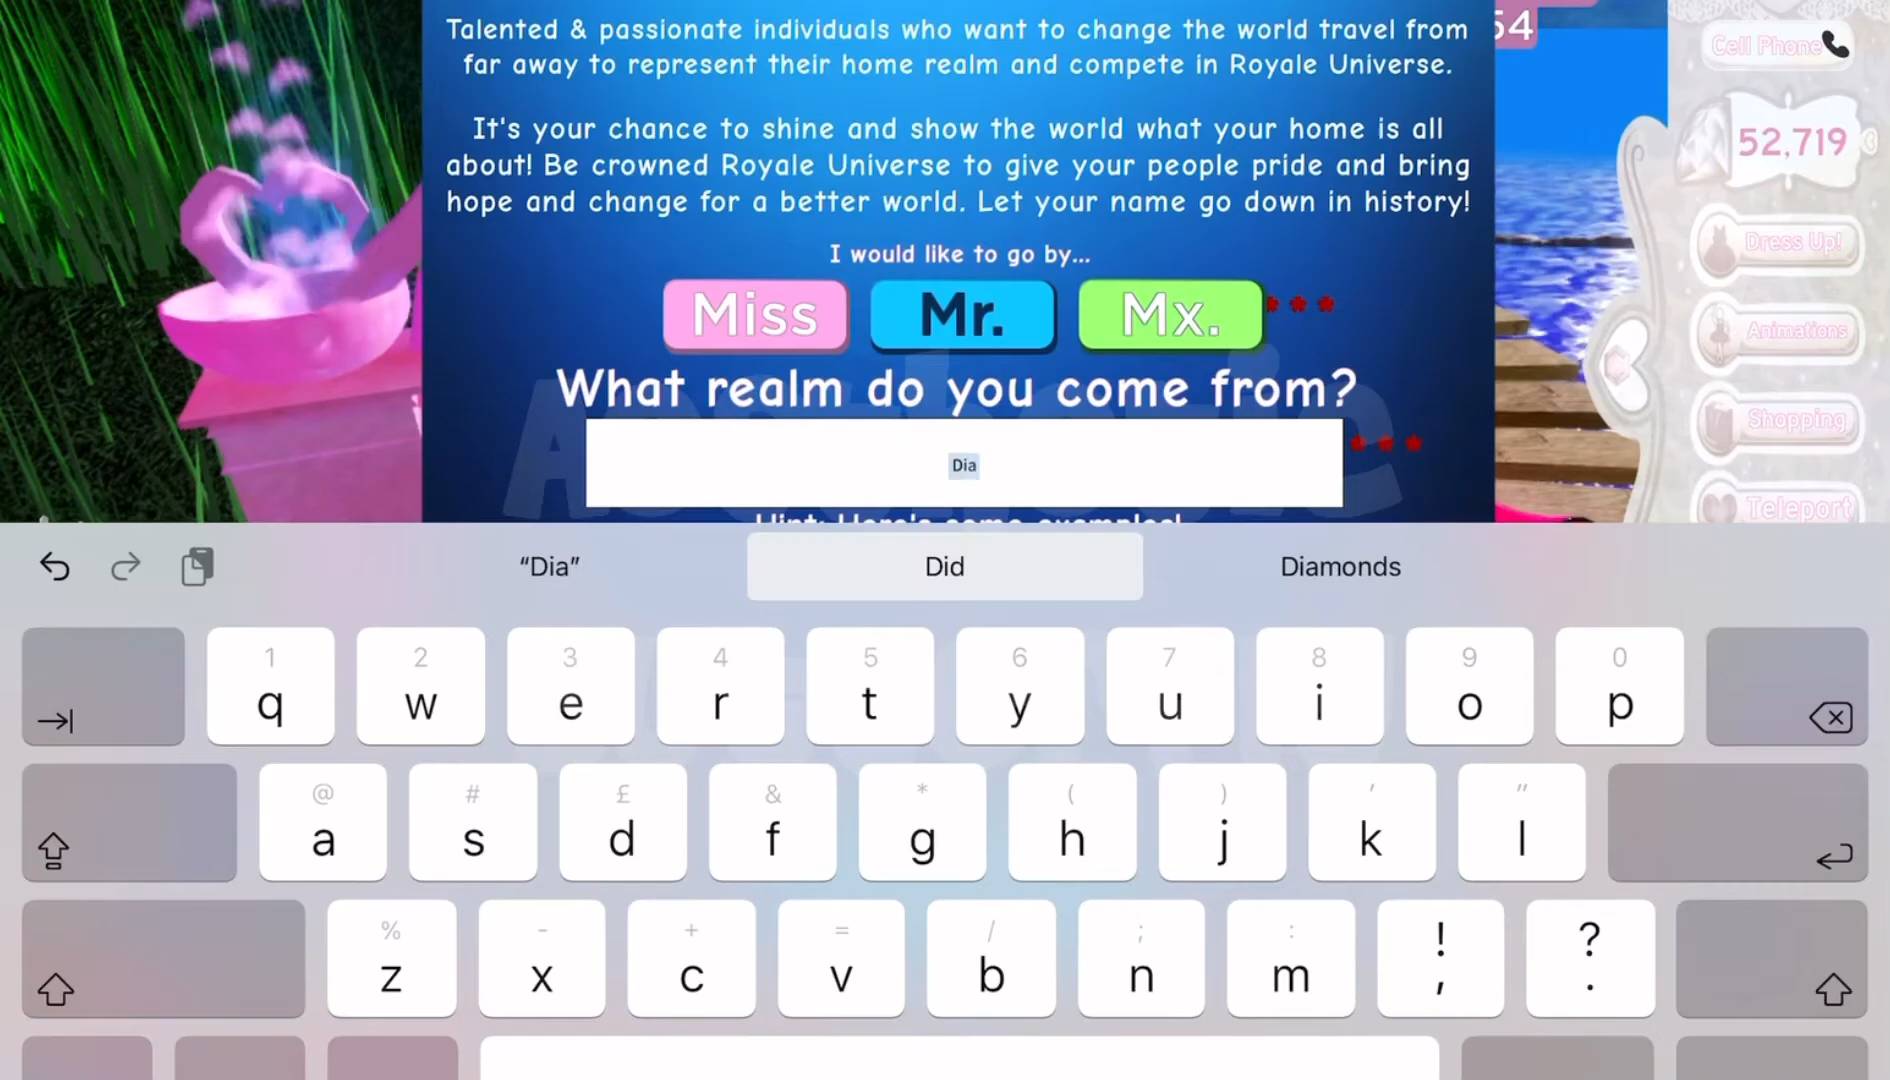 Talented & passionate individuals who want to change the world travel from
far away to represent their home realm and compete in Royale Universe.
It's your chance to shine and show the world what your home is all
about! Be crowned Royale Universe to give your people pride and bring
hope and change for a better world. Let your name go down in history!
I would like to go by...
Miss
Mr.
Mx.
***
What realm do you come from?
Dia
***
Hint: Here's some examples!
54
Cell Phone
52,719
Dress Up!
Animations
Shopping
Teleport
“Dia”
Did
Diamonds
1 2 3 4 5 6 7 8 9 0
q w e r t y u i o p
@ # £ & * ( ) ' "
a s d f g h j k l
% - + = / ; : ! ?
z x c v b n m , .